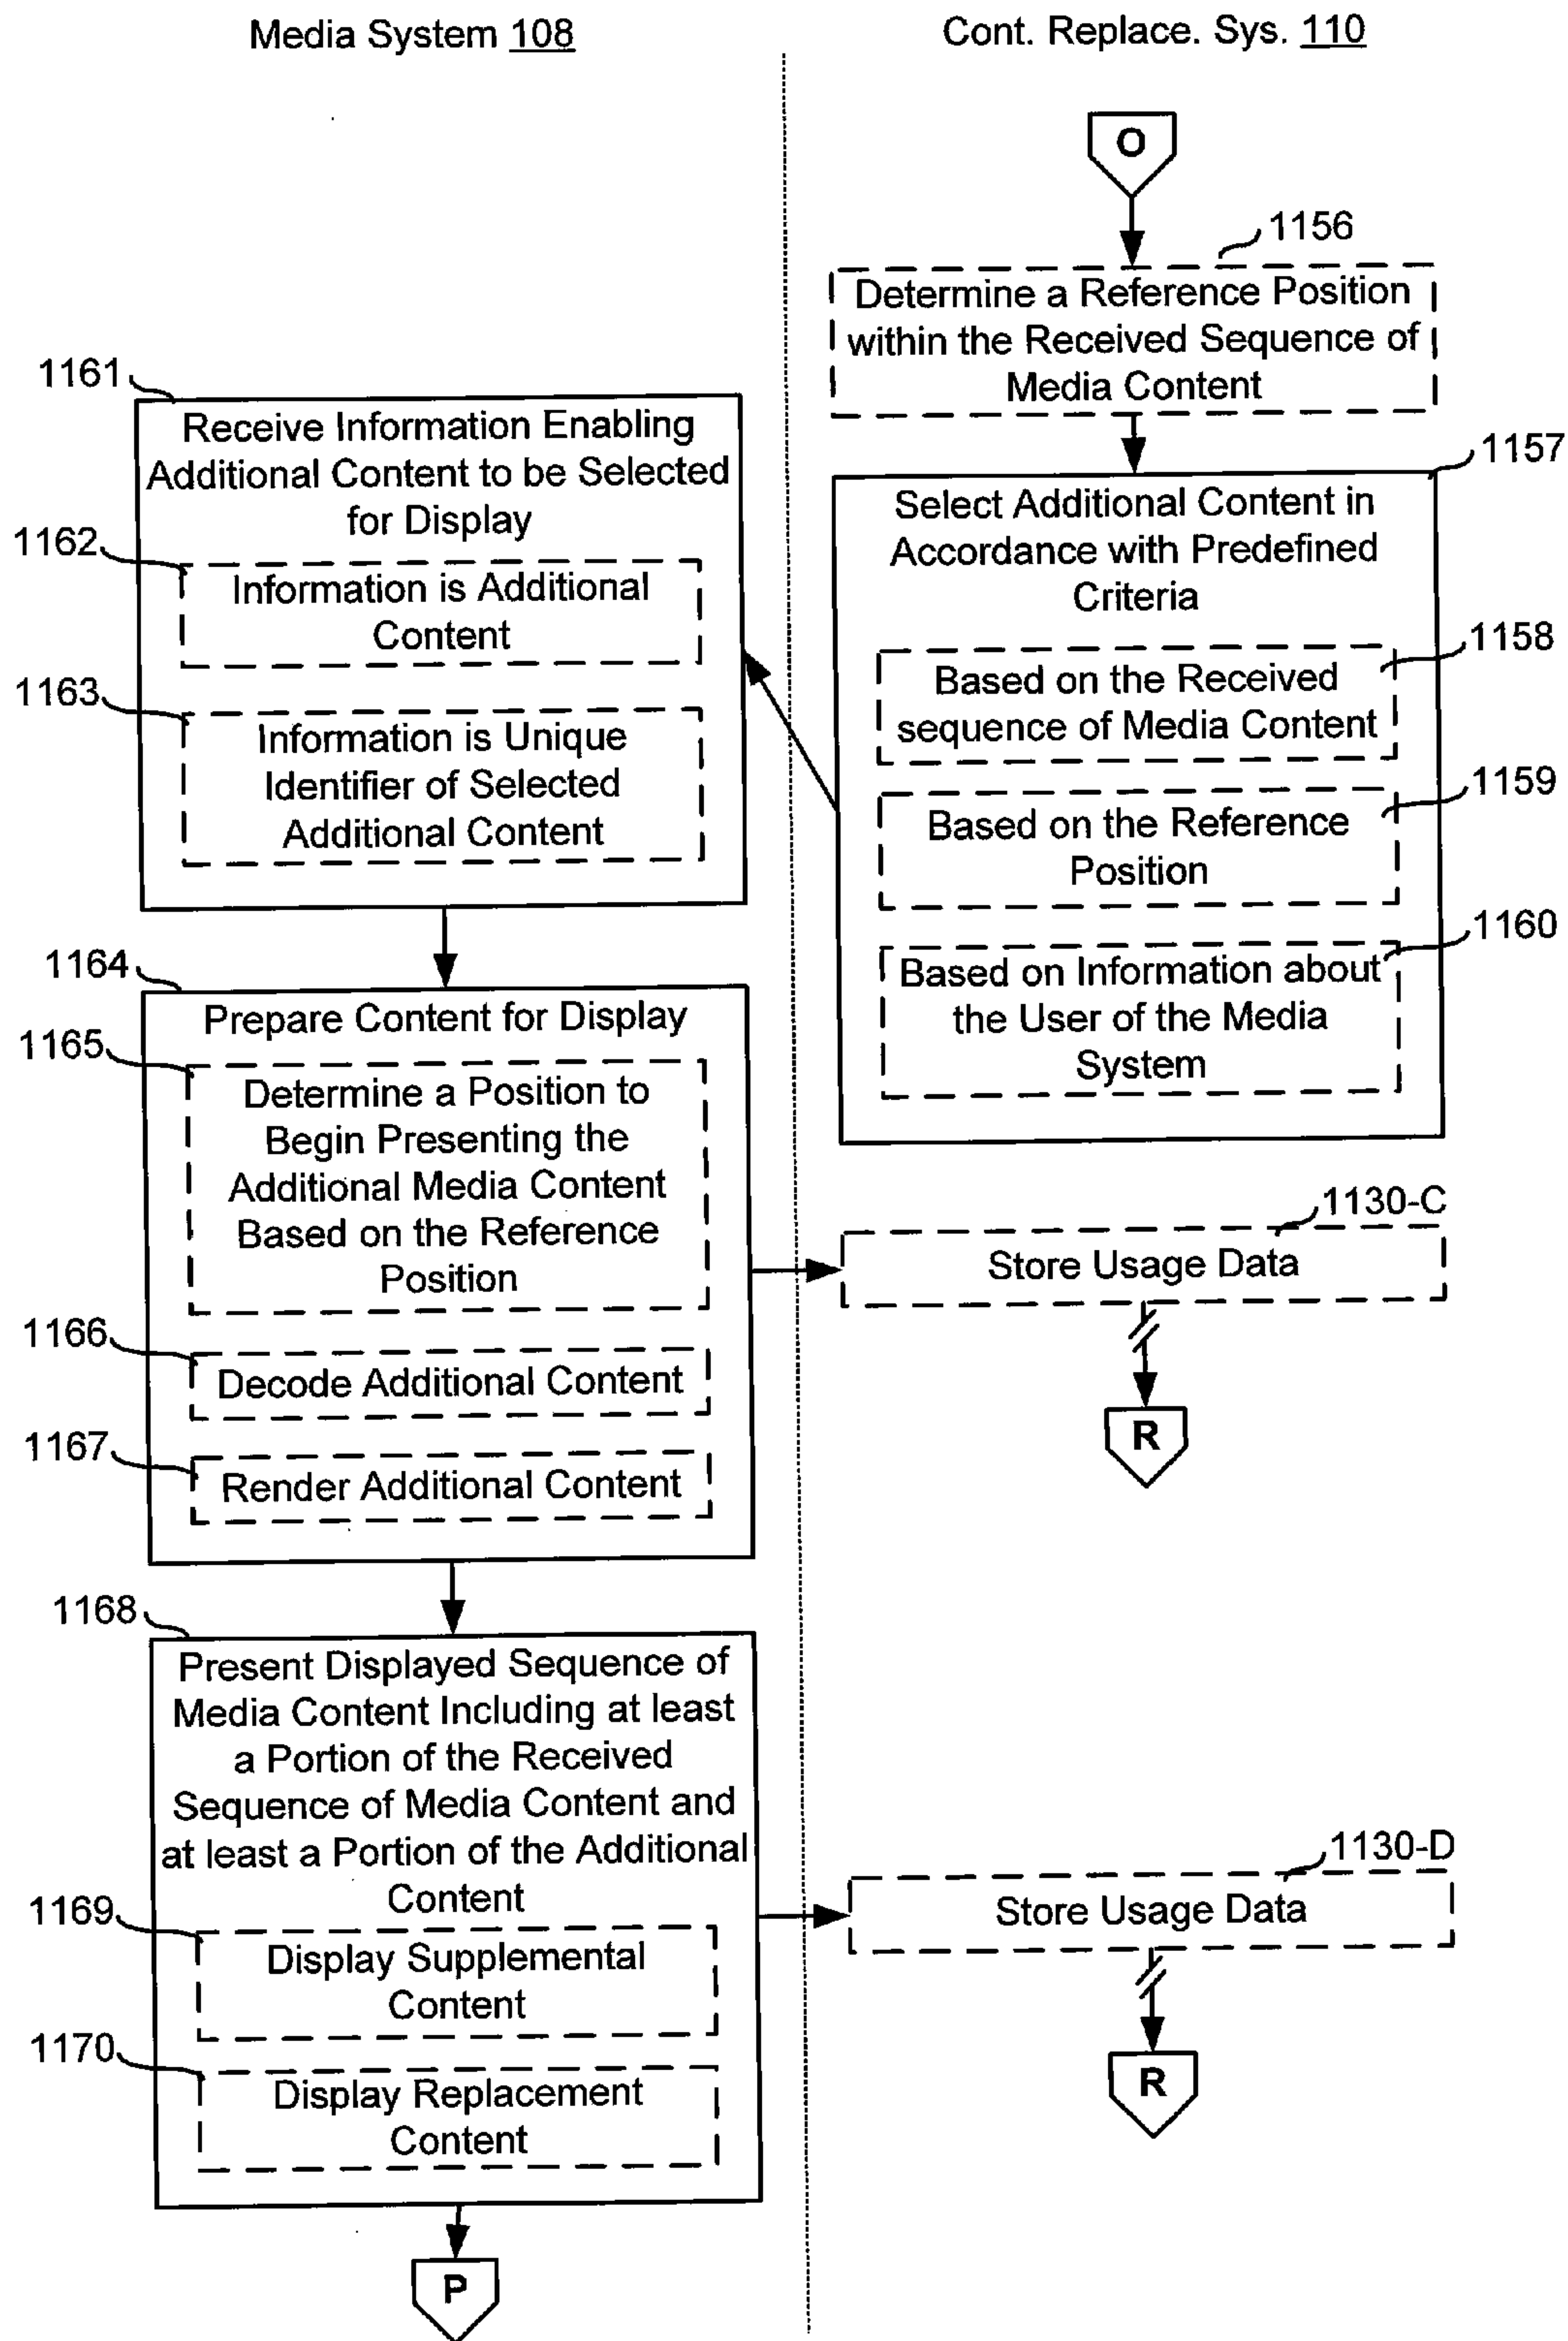 Media System 108
Cont. Replace. Sys. 110
O
1156
Determine a Reference Position
within the Received Sequence of
Media Content
1157
Select Additional Content in
Accordance with Predefined
Criteria
1158
Based on the Received
sequence of Media Content
1159
Based on the Reference
Position
1160
Based on Information about
the User of the Media
System
1161
Receive Information Enabling
Additional Content to be Selected
for Display
1162
Information is Additional
Content
1163
Information is Unique
Identifier of Selected
Additional Content
1164
Prepare Content for Display
1165
Determine a Position to
Begin Presenting the
Additional Media Content
Based on the Reference
Position
1166
Decode Additional Content
1167
Render Additional Content
1130-C
Store Usage Data
R
1168
Present Displayed Sequence of
Media Content Including at least
a Portion of the Received
Sequence of Media Content and
at least a Portion of the Additional
Content
1169
Display Supplemental
Content
1170
Display Replacement
Content
1130-D
Store Usage Data
R
P